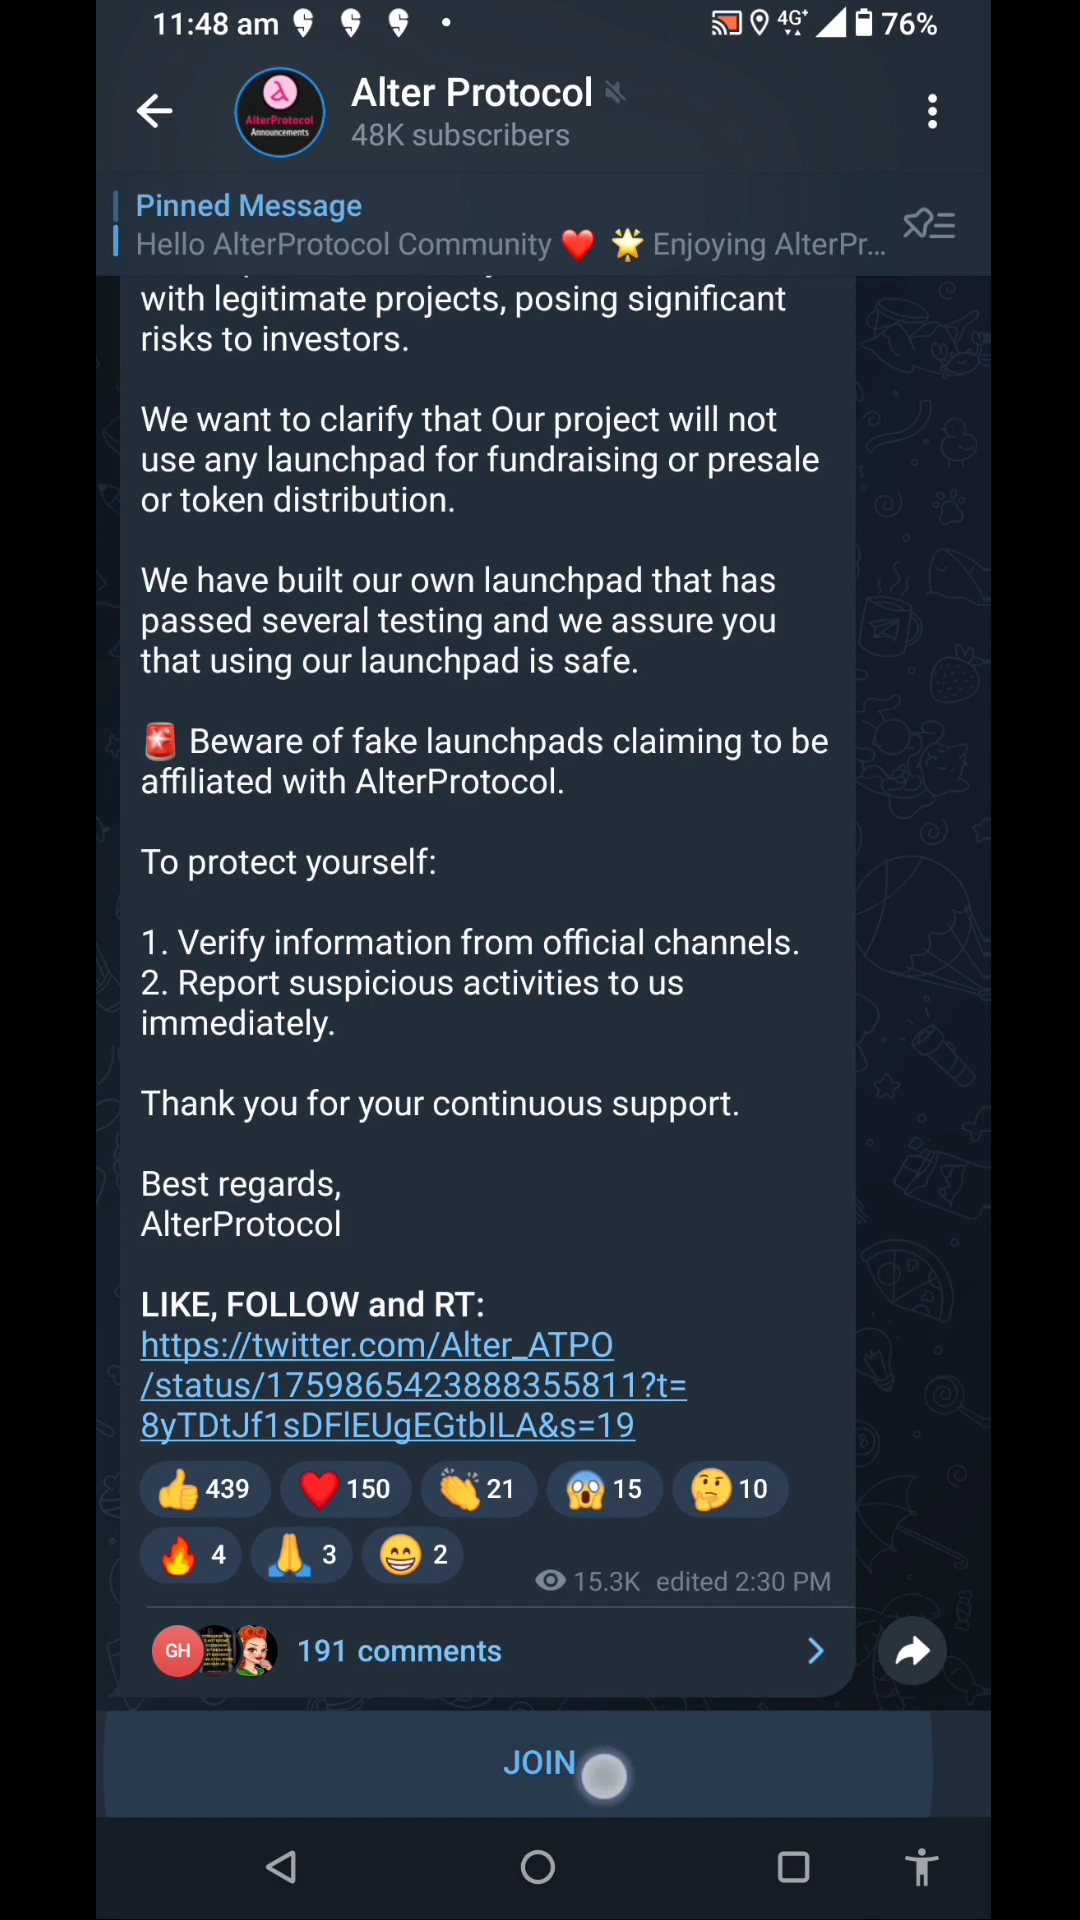 11:48 am
4G+
76%
AlterProtocol
Announcements
Alter Protocol
48K subscribers
Pinned Message
Hello AlterProtocol Community ❤️ 🌟 Enjoying AlterPr...
with legitimate projects, posing significant
risks to investors.
We want to clarify that Our project will not
use any launchpad for fundraising or presale
or token distribution.
We have built our own launchpad that has
passed several testing and we assure you
that using our launchpad is safe.
🚨 Beware of fake launchpads claiming to be
affiliated with AlterProtocol.
To protect yourself:
1. Verify information from official channels.
2. Report suspicious activities to us
immediately.
Thank you for your continuous support.
Best regards,
AlterProtocol
LIKE, FOLLOW and RT:
https://twitter.com/Alter_ATPO
/status/1759865423888355811?t=
8yTDtJf1sDFlEUgEGtbILA&s=19
👍 439 ❤️ 150 👏 21 😱 15 🤔 10
🔥 4 🙏 3 😁 2
15.3K edited 2:30 PM
GH
191 comments
JOIN